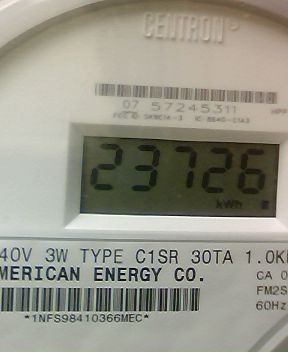 CENTRON®
07 57245311
23726
kWh
40V 3W TYPE C1SR 30TA 1.0K
MERICAN ENERGY CO.
CA 0
FM2S
60Hz
*1NFS98410366MEC*